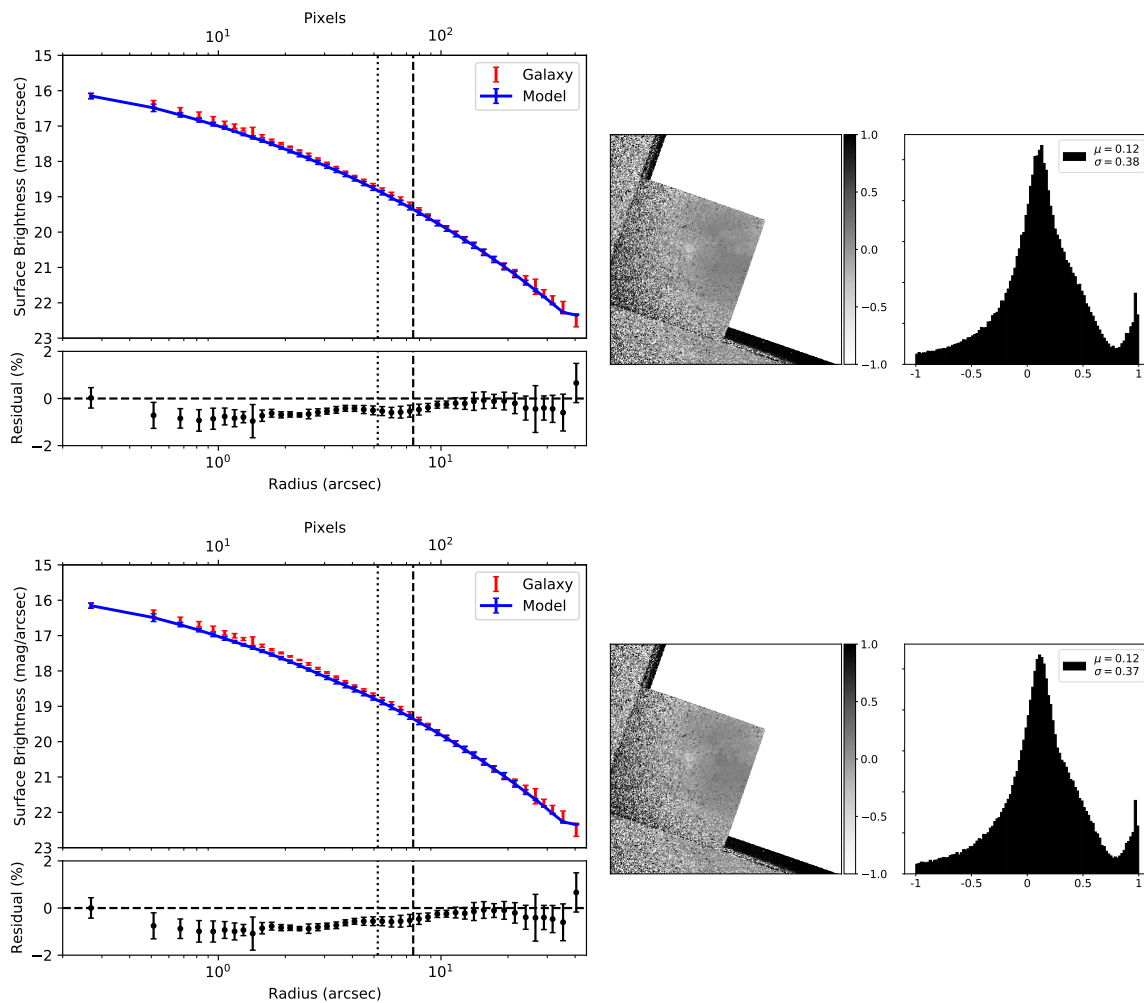 Pixels
10¹ 10²
15
16
17
18
19
20
21
22
23
Surface Brightness (mag/arcsec)
Galaxy
Model
2
0
−2
Residual (%)
10⁰ 10¹
Radius (arcsec)
1.0
0.5
0.0
−0.5
−1.0
μ = 0.12
σ = 0.38
-1 -0.5 0 0.5 1
Pixels
10¹ 10²
15
16
17
18
19
20
21
22
23
Surface Brightness (mag/arcsec)
Galaxy
Model
2
0
−2
Residual (%)
10⁰ 10¹
Radius (arcsec)
1.0
0.5
0.0
−0.5
−1.0
μ = 0.12
σ = 0.37
-1 -0.5 0 0.5 1